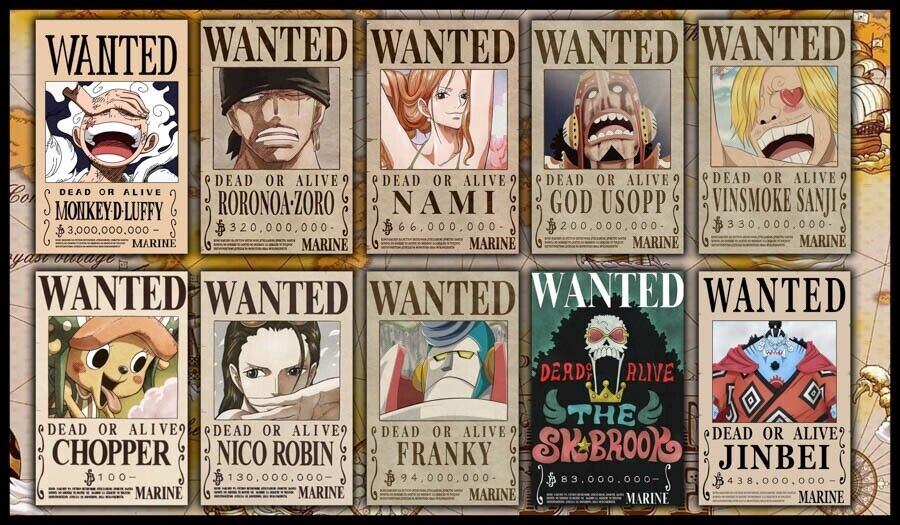 WANTED
DEAD OR ALIVE
MONKEY·D·LUFFY
3,000,000,000-
MARINE
WANTED
DEAD OR ALIVE
RORONOA·ZORO
320,000,000-
MARINE
WANTED
DEAD OR ALIVE
NAMI
66,000,000-
MARINE
WANTED
DEAD OR ALIVE
GOD USOPP
200,000,000-
MARINE
WANTED
DEAD OR ALIVE
VINSMOKE SANJI
330,000,000-
MARINE
WANTED
DEAD OR ALIVE
CHOPPER
100-
MARINE
WANTED
DEAD OR ALIVE
NICO ROBIN
130,000,000-
MARINE
WANTED
DEAD OR ALIVE
FRANKY
94,000,000-
MARINE
WANTED
DEAD OR ALIVE
THE
SK★BROOK
83,000,000-
MARINE
WANTED
DEAD OR ALIVE
JINBEI
438,000,000-
MARINE